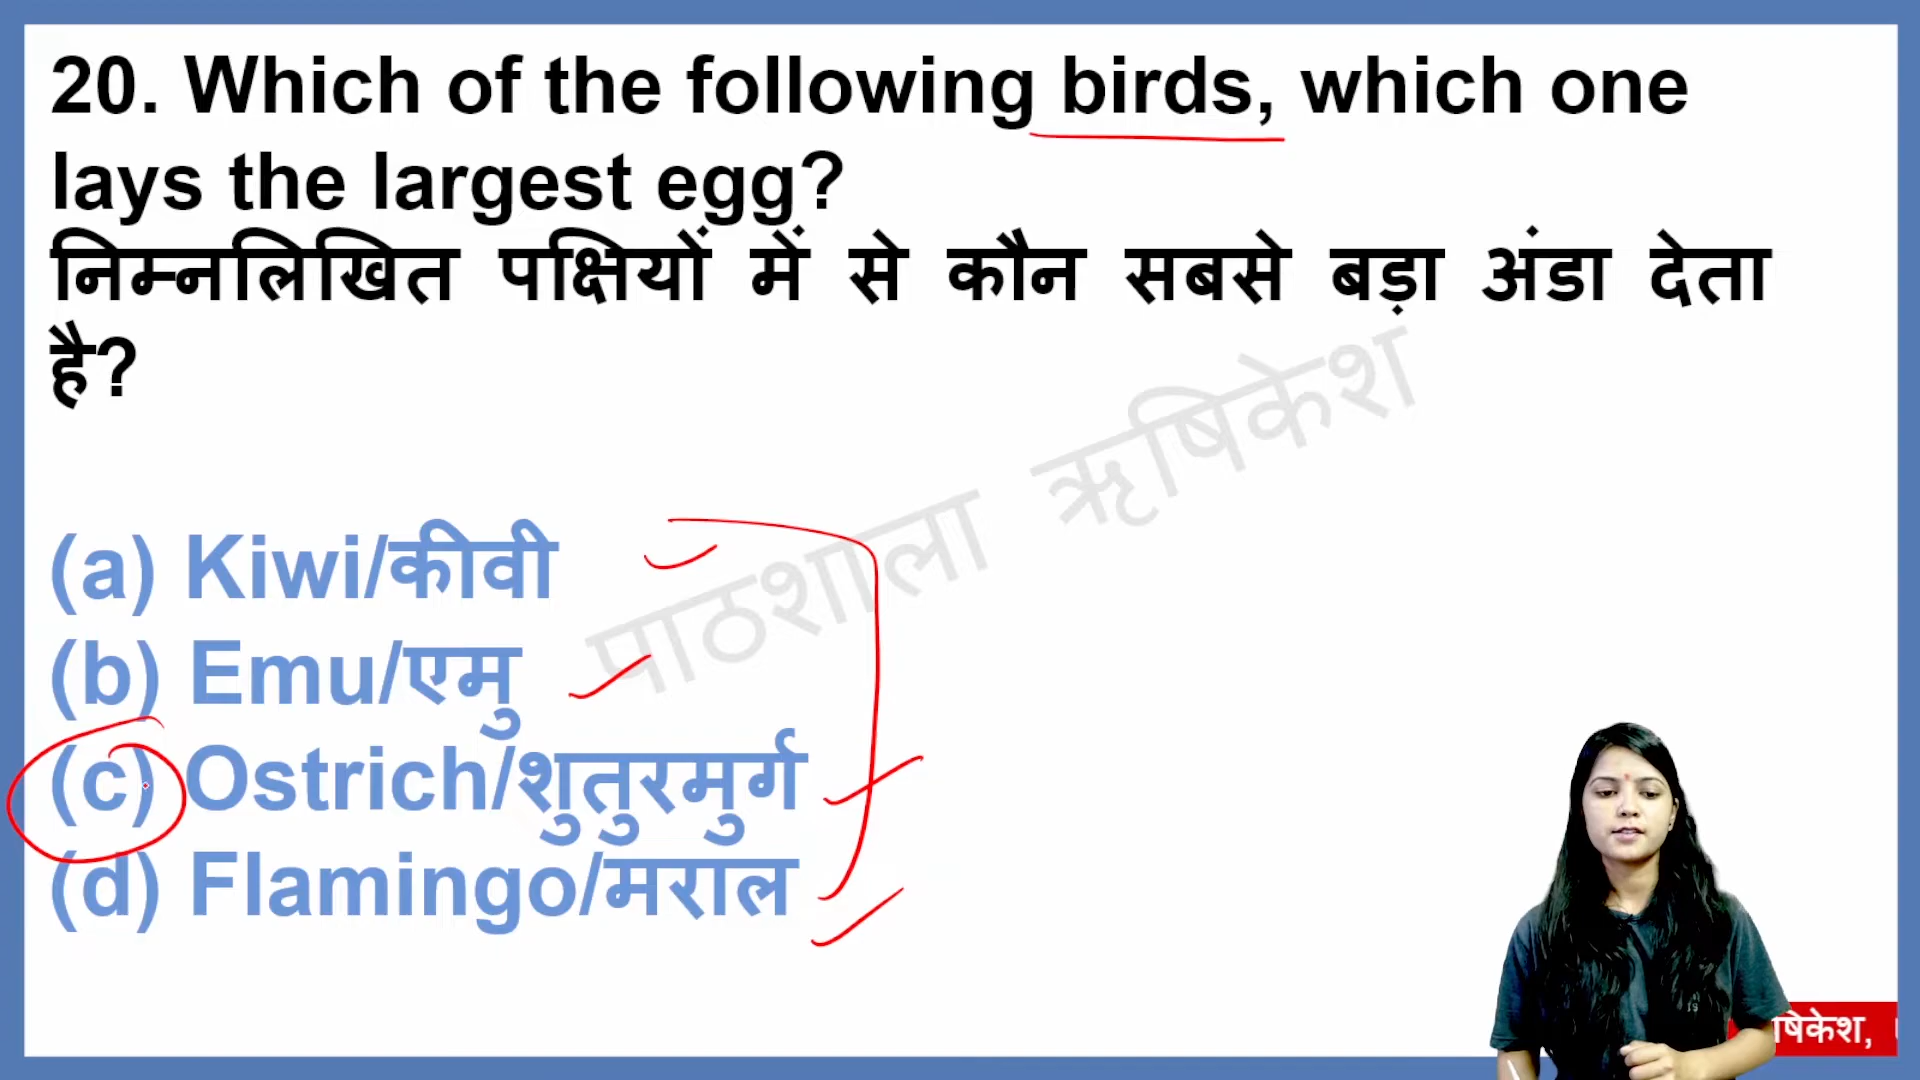 20. Which of the following birds, which one
lays the largest egg?
निम्नलिखित पक्षियों में से कौन सबसे बड़ा अंडा देता
है?
पाठशाला ऋषिकेश
(a) Kiwi/कीवी
(b) Emu/एमु
(c) Ostrich/शुतुरमुर्ग
(d) Flamingo/मराल